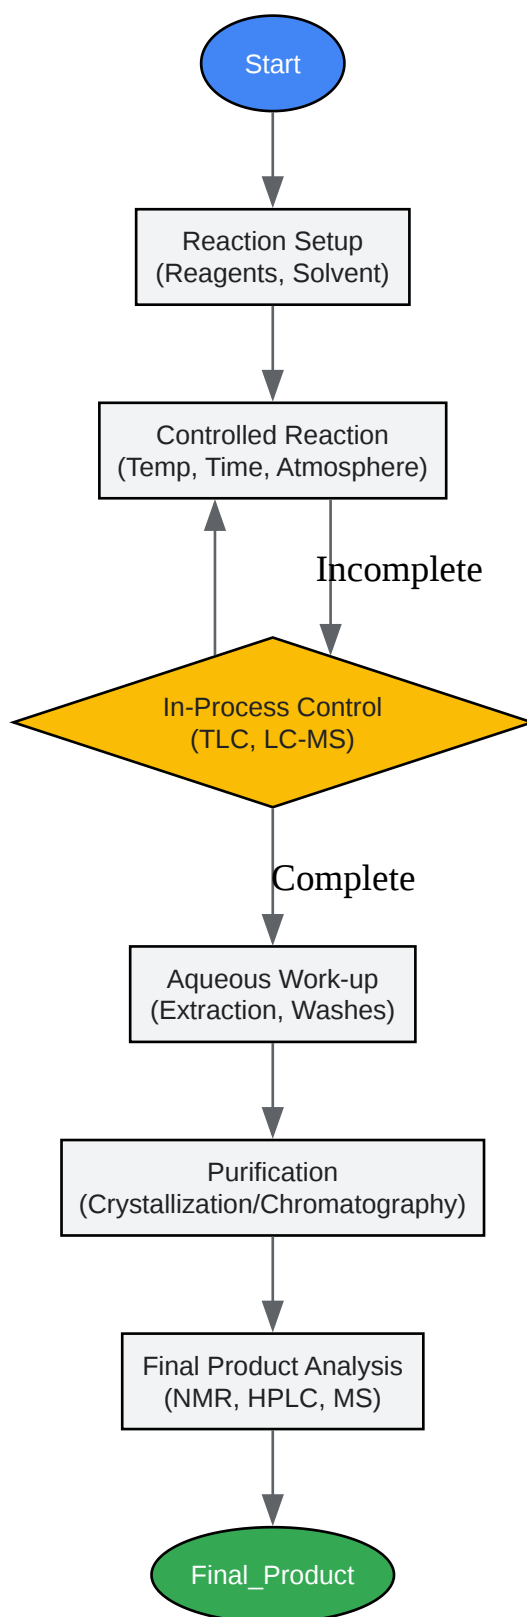 Start
Reaction Setup
(Reagents, Solvent)
Controlled Reaction
(Temp, Time, Atmosphere)
Incomplete
In-Process Control
(TLC, LC-MS)
Complete
Aqueous Work-up
(Extraction, Washes)
Purification
(Crystallization/Chromatography)
Final Product Analysis
(NMR, HPLC, MS)
Final_Product